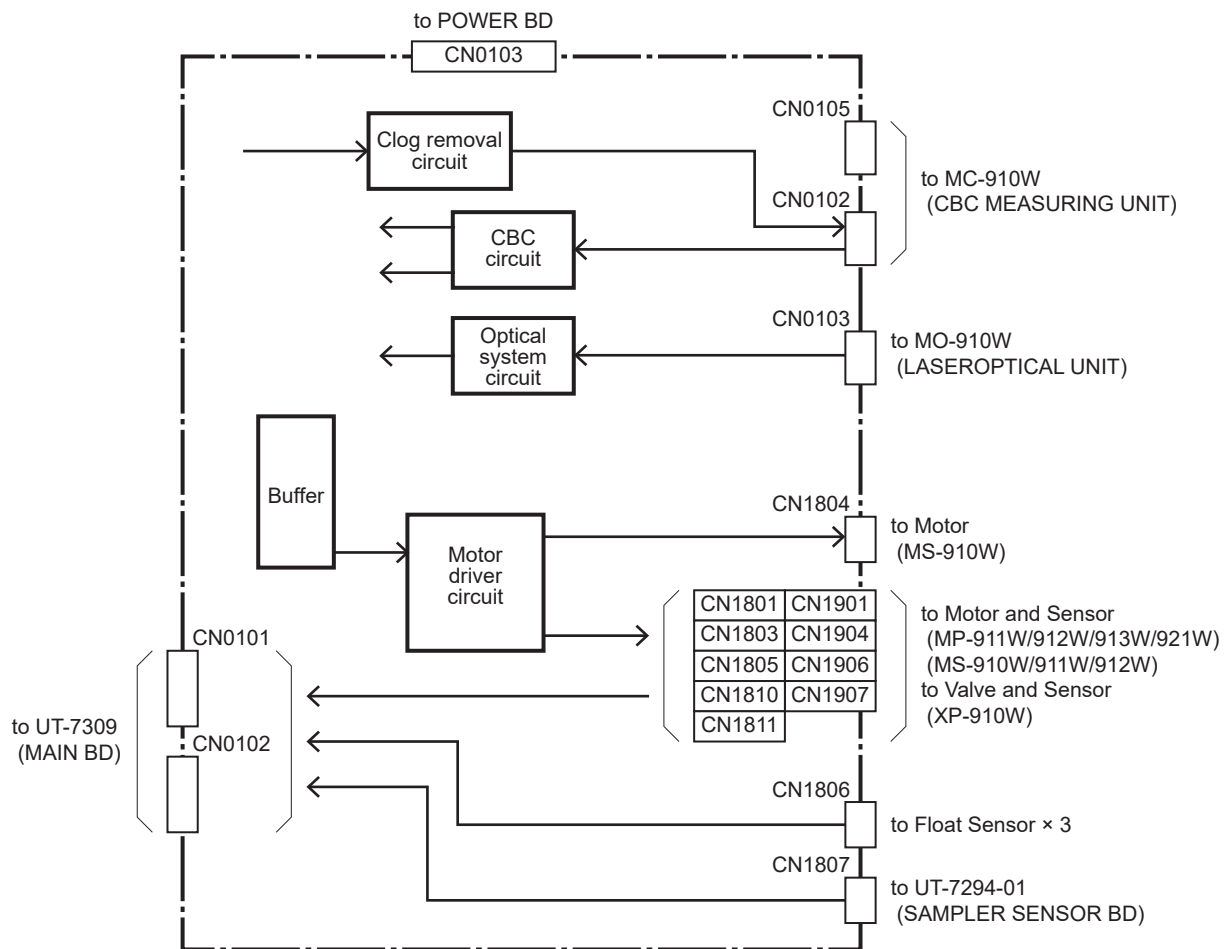 to POWER BD
CN0103
CN0105
Clog removal
circuit
to MC-910W
(CBC MEASURING UNIT)
CN0102
CBC
circuit
CN0103
Optical
system
circuit
to MO-910W
(LASEROPTICAL UNIT)
Buffer
CN1804
to Motor
(MS-910W)
Motor
driver
circuit
CN1801 CN1901
CN1803 CN1904
CN1805 CN1906
CN1810 CN1907
CN1811
to Motor and Sensor
(MP-911W/912W/913W/921W)
(MS-910W/911W/912W)
to Valve and Sensor
(XP-910W)
CN0101
to UT-7309
(MAIN BD)
CN0102
CN1806
to Float Sensor × 3
CN1807
to UT-7294-01
(SAMPLER SENSOR BD)